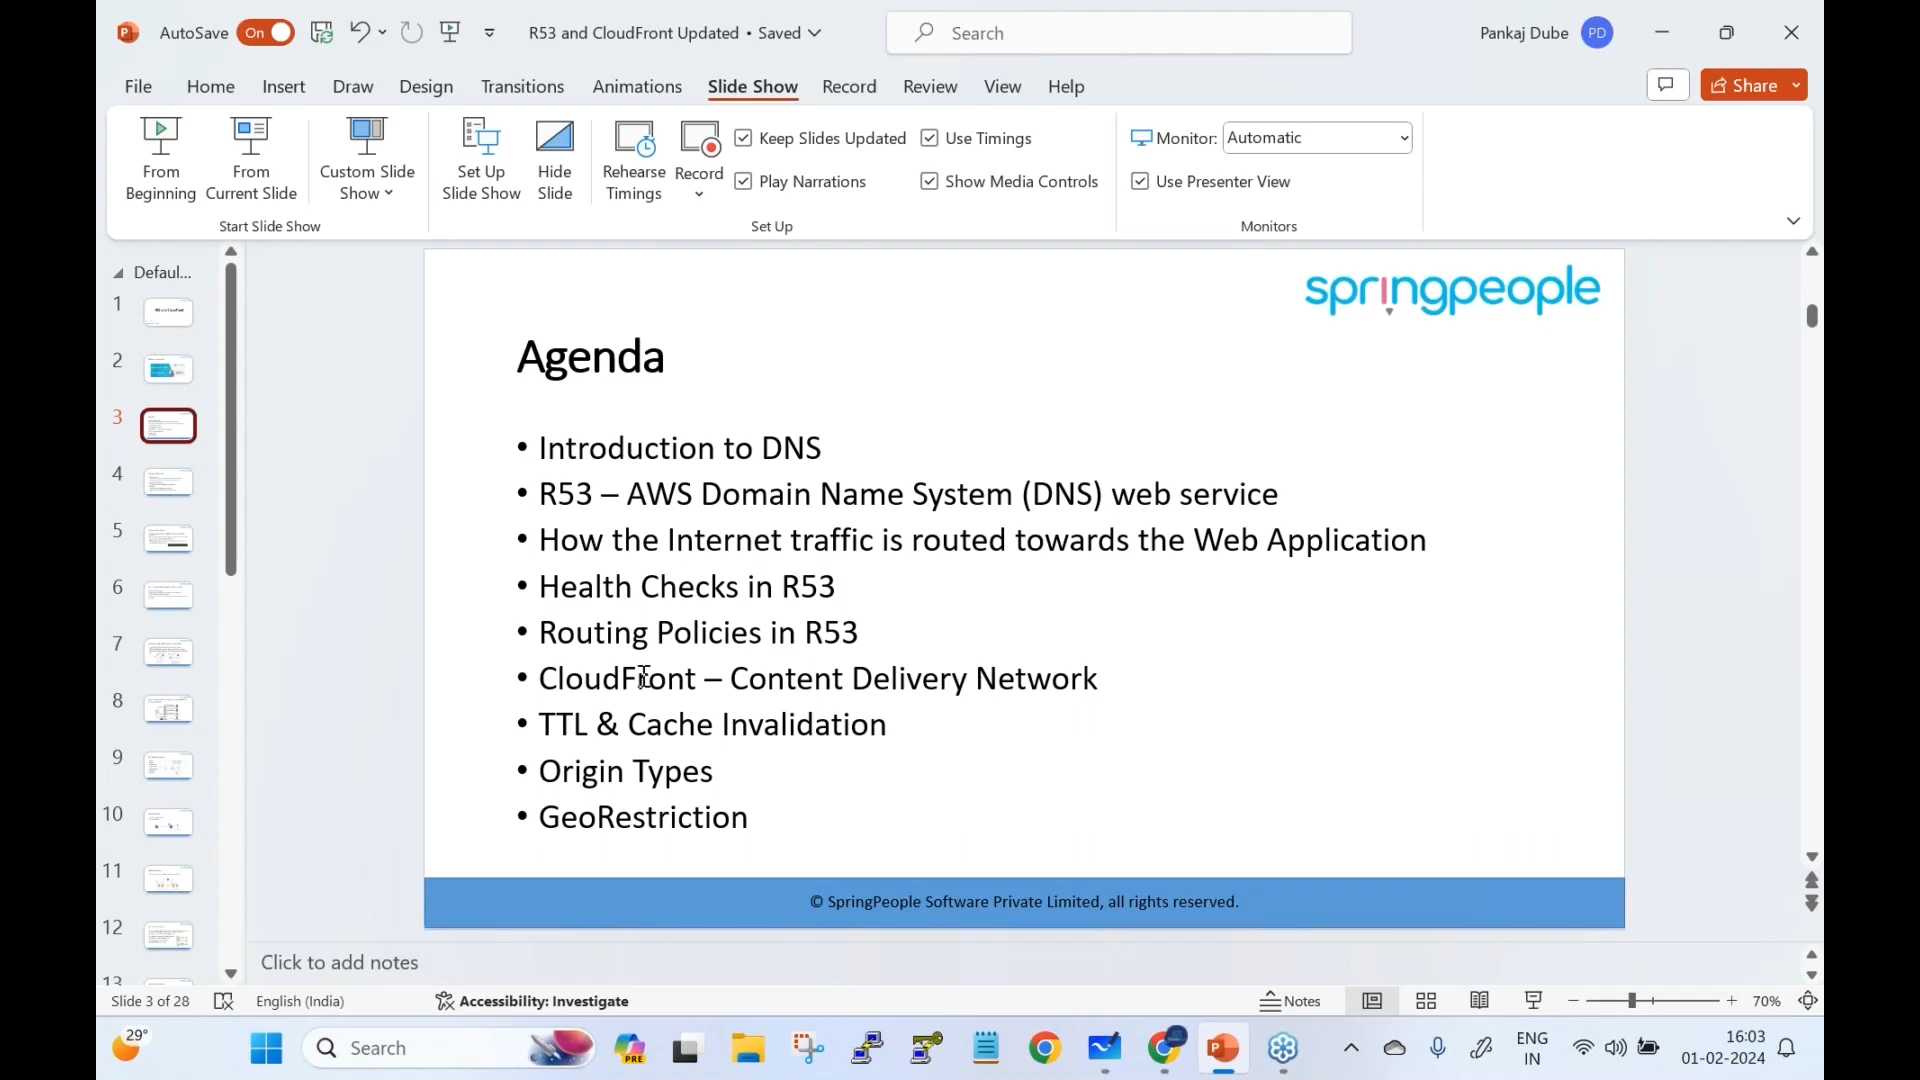 AutoSave On R53 and CloudFront Updated • Saved Search Pankaj Dube PD
File Home Insert Draw Design Transitions Animations Slide Show Record Review View Help Share
From Beginning
From Current Slide
Custom Slide Show
Start Slide Show
Set Up Slide Show
Hide Slide
Rehearse Timings
Record
Keep Slides Updated
Play Narrations
Use Timings
Show Media Controls
Set Up
Monitor: Automatic
Use Presenter View
Monitors
Defaul...
1
2
3
4
5
6
7
8
9
10
11
12
13
springpeople
Agenda
• Introduction to DNS
• R53 – AWS Domain Name System (DNS) web service
• How the Internet traffic is routed towards the Web Application
• Health Checks in R53
• Routing Policies in R53
• CloudFront – Content Delivery Network
• TTL & Cache Invalidation
• Origin Types
• GeoRestriction
© SpringPeople Software Private Limited, all rights reserved.
Click to add notes
Slide 3 of 28 English (India) Accessibility: Investigate Notes 70%
29° Search PRE ENG IN 16:03 01-02-2024